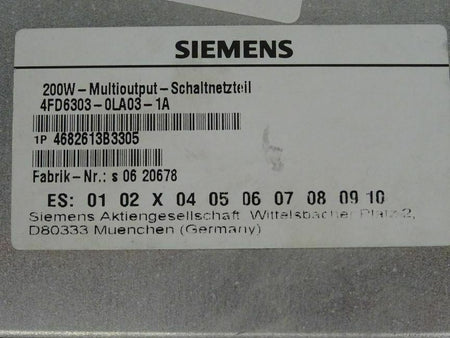 SIEMENS
200W-Multioutput-Schaltnetzteil
4FD6303-0LA03-1A
1P 4682613B3305
Fabrik-Nr.: s 06 20678
ES: 01 02 X 04 05 06 07 08 09 10
Siemens Aktiengesellschaft, Wittelsbacher Platz 2,
D80333 Muenchen (Germany)